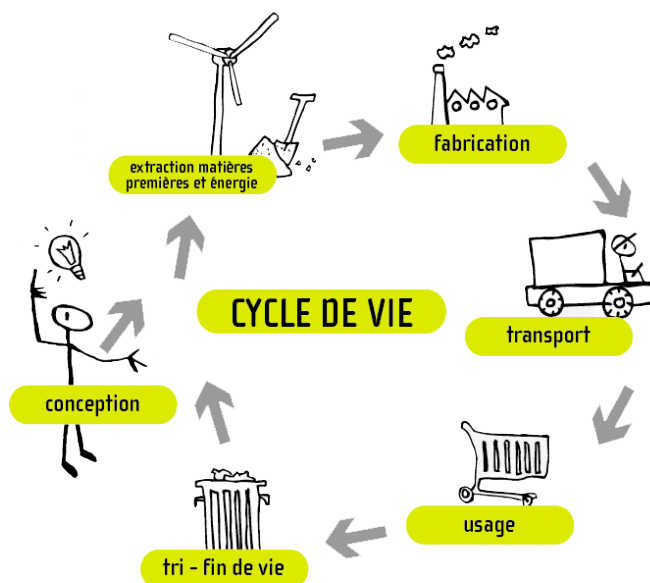 extraction matières
premières et énergie
fabrication
CYCLE DE VIE
transport
conception
usage
tri - fin de vie